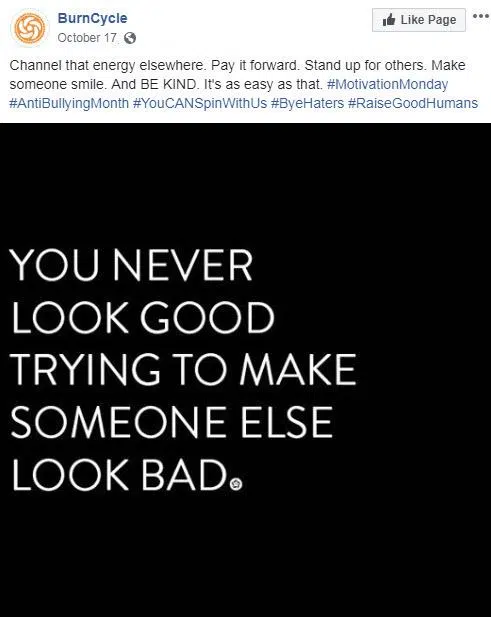 BurnCycle
Like Page
October 17
Channel that energy elsewhere. Pay it forward. Stand up for others. Make
someone smile. And BE KIND. It's as easy as that. #MotivationMonday
#AntiBullyingMonth #YouCANSpinWithUs #ByeHaters #RaiseGoodHumans
YOU NEVER
LOOK GOOD
TRYING TO MAKE
SOMEONE ELSE
LOOK BAD.